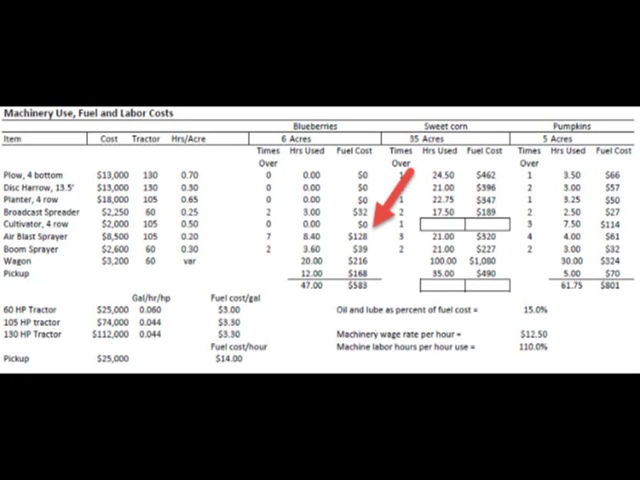 Machinery Use, Fuel and Labor Costs
Blueberries Sweet corn Pumpkins
Item Cost Tractor Hrs/Acre 6 Acres 35 Acres 5 Acres
Times Hrs Used Fuel Cost Times Hrs Used Fuel Cost Times Hrs Used Fuel Cost
Over Over Over
Plow, 4 bottom $13,000 130 0.70 0 0.00 $0 1 24.50 $462 1 3.50 $66
Disc Harrow, 13.5' $13,000 130 0.30 0 0.00 $0 21.00 $396 2 3.00 $57
Planter, 4 row $18,000 105 0.65 0 0.00 $0 1 22.75 $347 1 3.25 $50
Broadcast Spreader $2,250 60 0.25 2 3.00 $32 2 17.50 $189 2 2.50 $27
Cultivator, 4 row $2,000 105 0.50 0 0.00 $0 1 3 7.50 $114
Air Blast Sprayer $8,500 105 0.20 7 8.40 $128 3 21.00 $320 4 4.00 $61
Boom Sprayer $2,600 60 0.30 2 3.60 $39 2 21.00 $227 2 3.00 $32
Wagon $3,200 60 var 20.00 $216 100.00 $1,080 30.00 $324
Pickup 12.00 $168 35.00 $490 5.00 $70
47.00 $583 61.75 $801
Gal/hr/hp Fuel cost/gal
60 HP Tractor $25,000 0.060 $3.00 Oil and lube as percent of fuel cost = 15.0%
105 HP tractor $74,000 0.044 $3.30
130 HP Tractor $112,000 0.044 $3.30 Machinery wage rate per hour = $12.50
Fuel cost/hour Machine labor hours per hour use = 110.0%
Pickup $25,000 $14.00